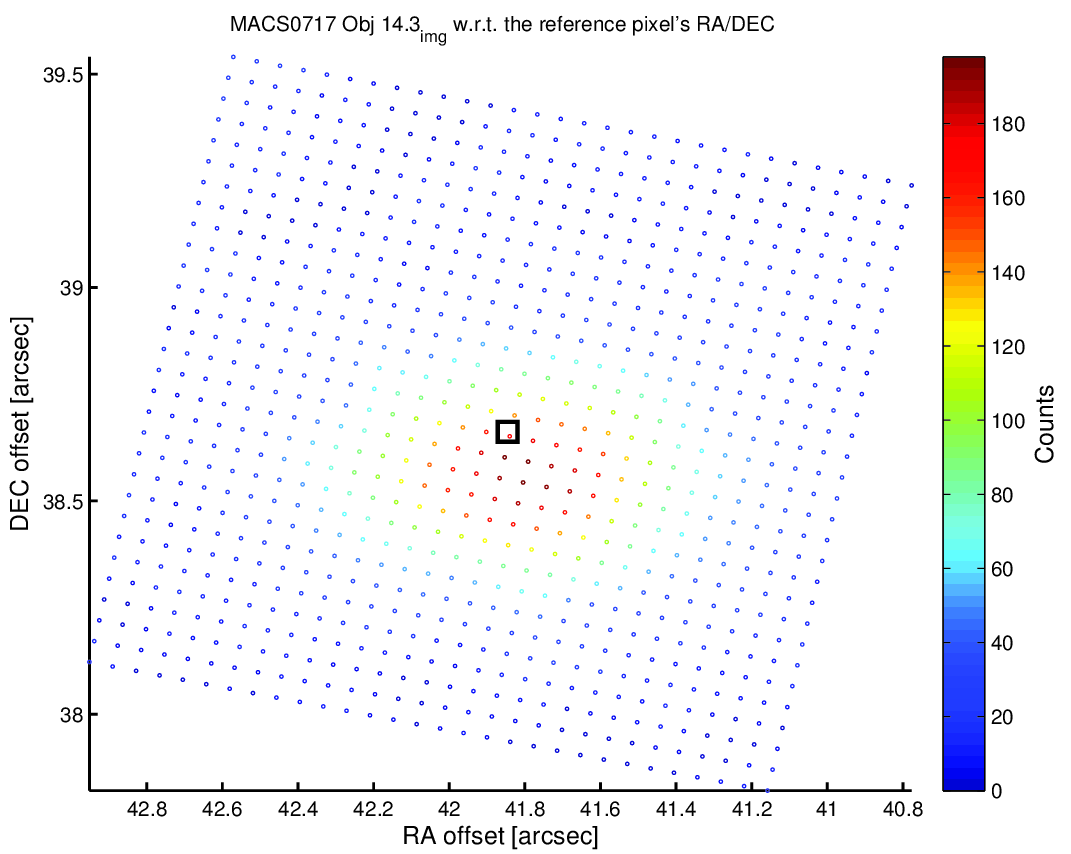 MACS0717 Obj 14.3img w.r.t. the reference pixel's RA/DEC
39.5
39
38.5
38
DEC offset [arcsec]
42.8 42.6 42.4 42.2 42 41.8 41.6 41.4 41.2 41 40.8
RA offset [arcsec]
180
160
140
120
100
80
60
40
20
0
Counts